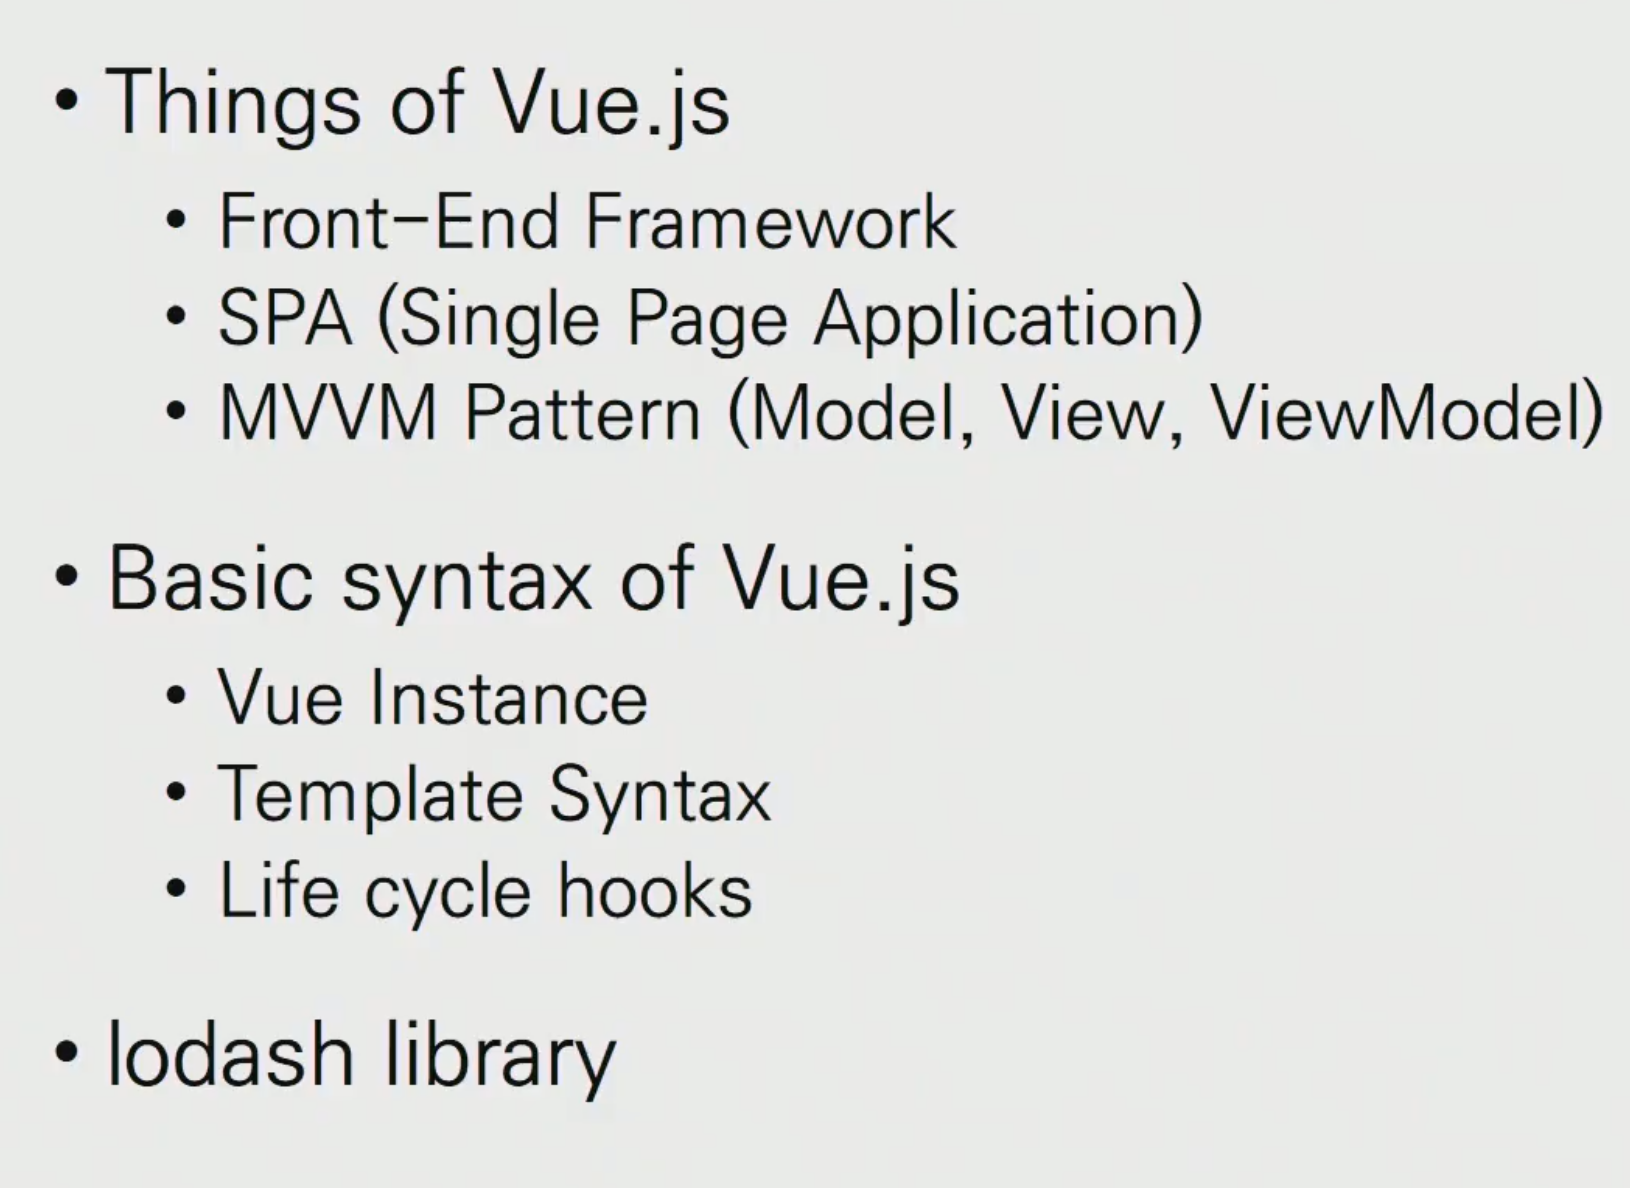 • Things of Vue.js
• Front-End Framework
• SPA (Single Page Application)
• MVVM Pattern (Model, View, ViewModel)
• Basic syntax of Vue.js
• Vue Instance
• Template Syntax
• Life cycle hooks
• lodash library